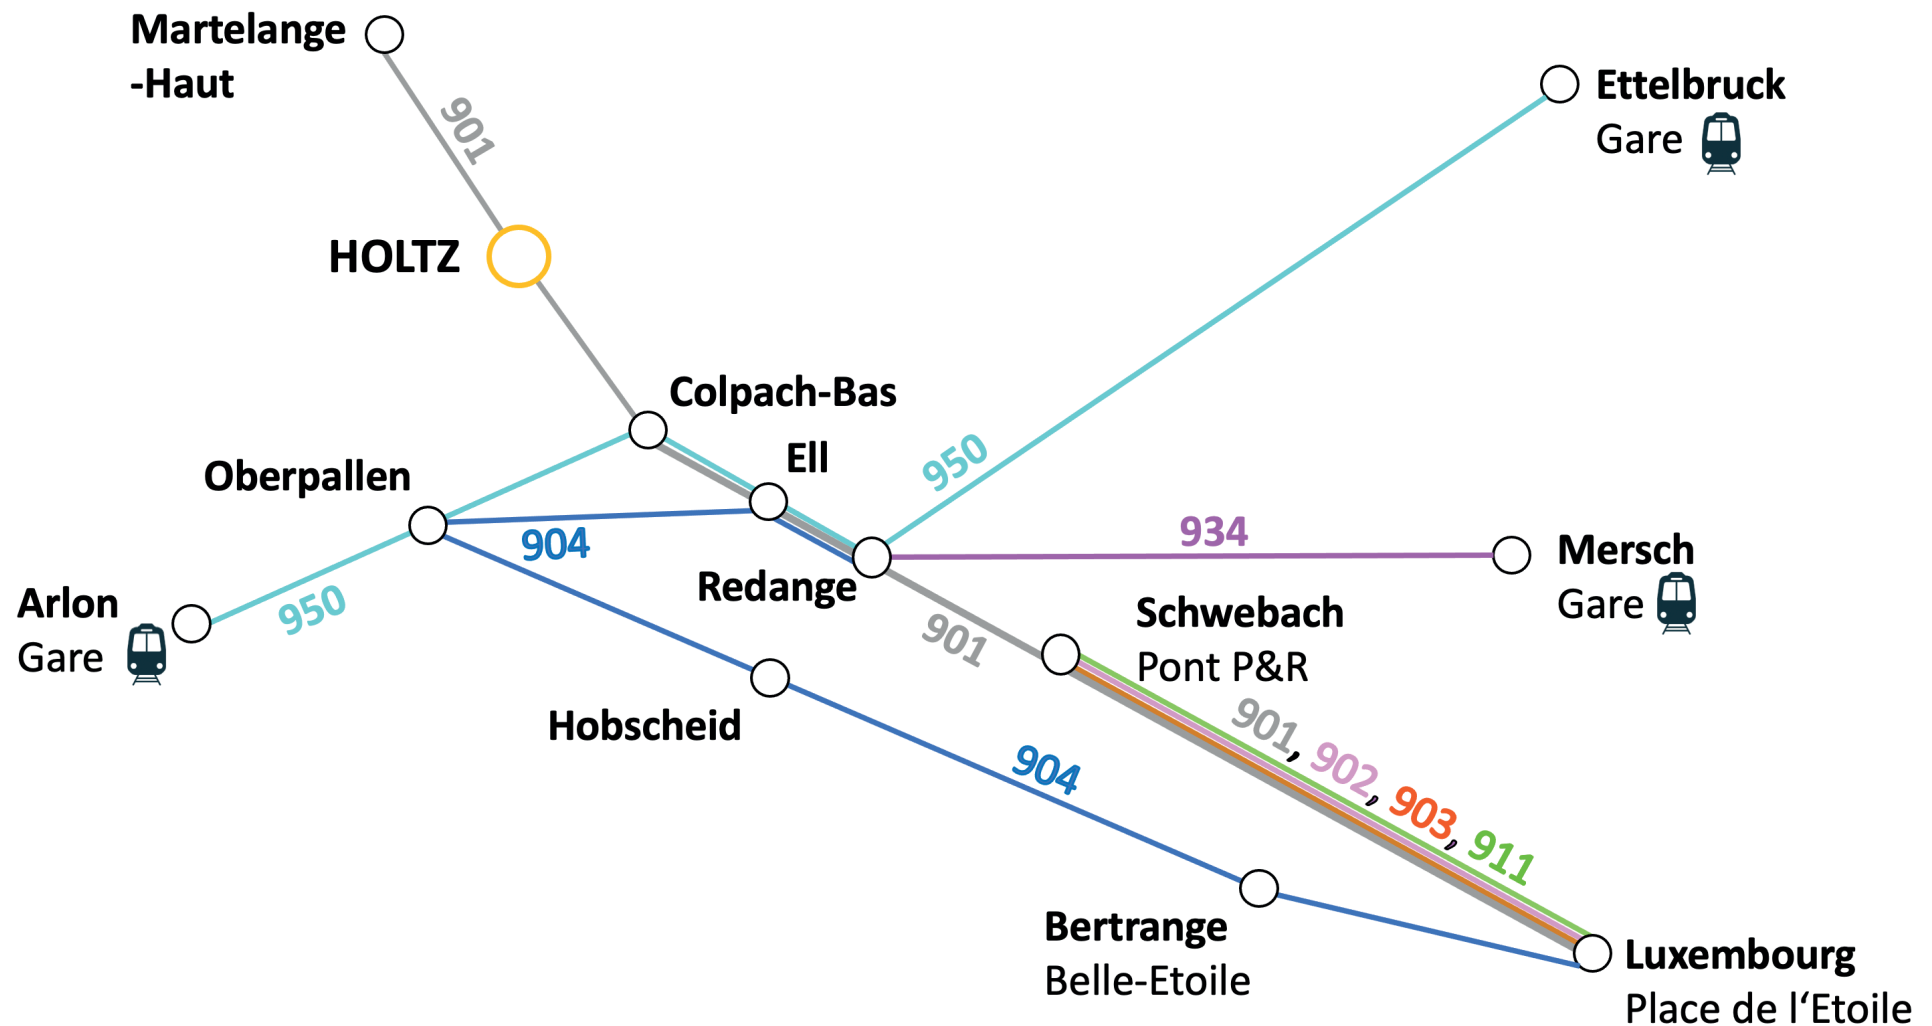 Martelange
-Haut
901
Ettelbruck
Gare
HOLTZ
Colpach-Bas
Ell
950
Oberpallen
904
934
Mersch
Gare
Redange
Arlon
Gare
950
901
Schwebach
Pont P&R
Hobscheid
904
901, 902, 903, 911
Bertrange
Belle-Etoile
Luxembourg
Place de l‘Etoile